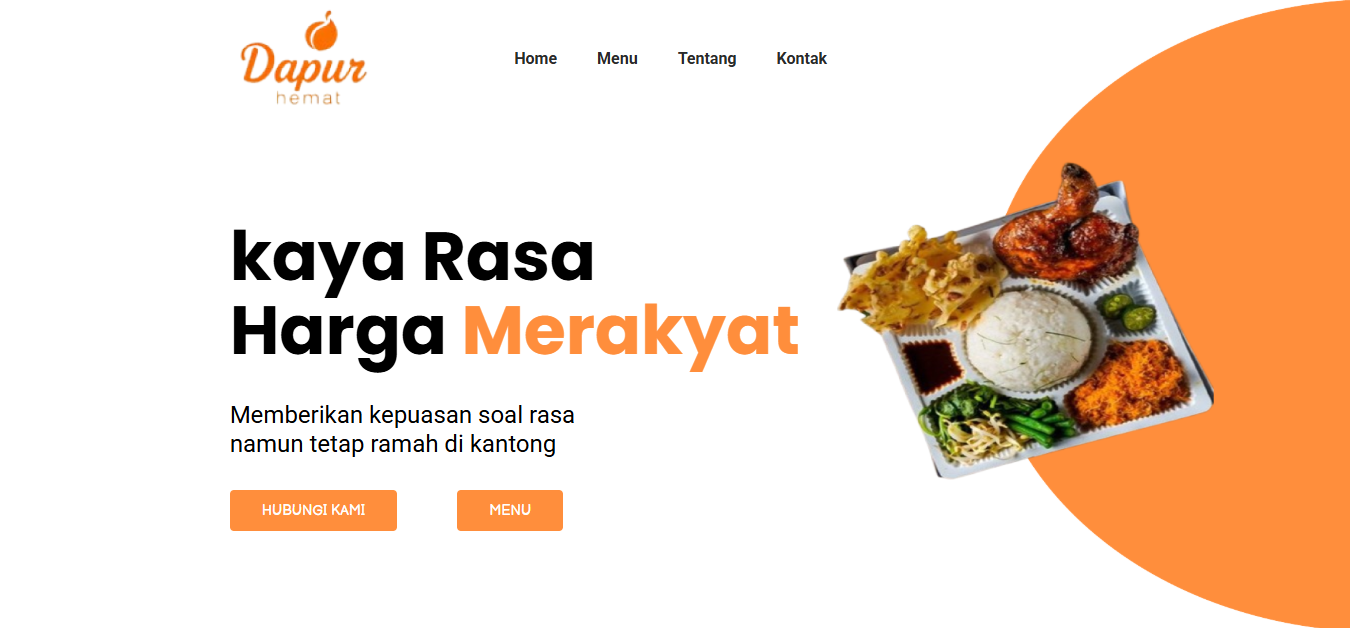 Dapur
hemat
Home Menu Tentang Kontak
kaya Rasa
Harga Merakyat
Memberikan kepuasan soal rasa
namun tetap ramah di kantong
HUBUNGI KAMI MENU